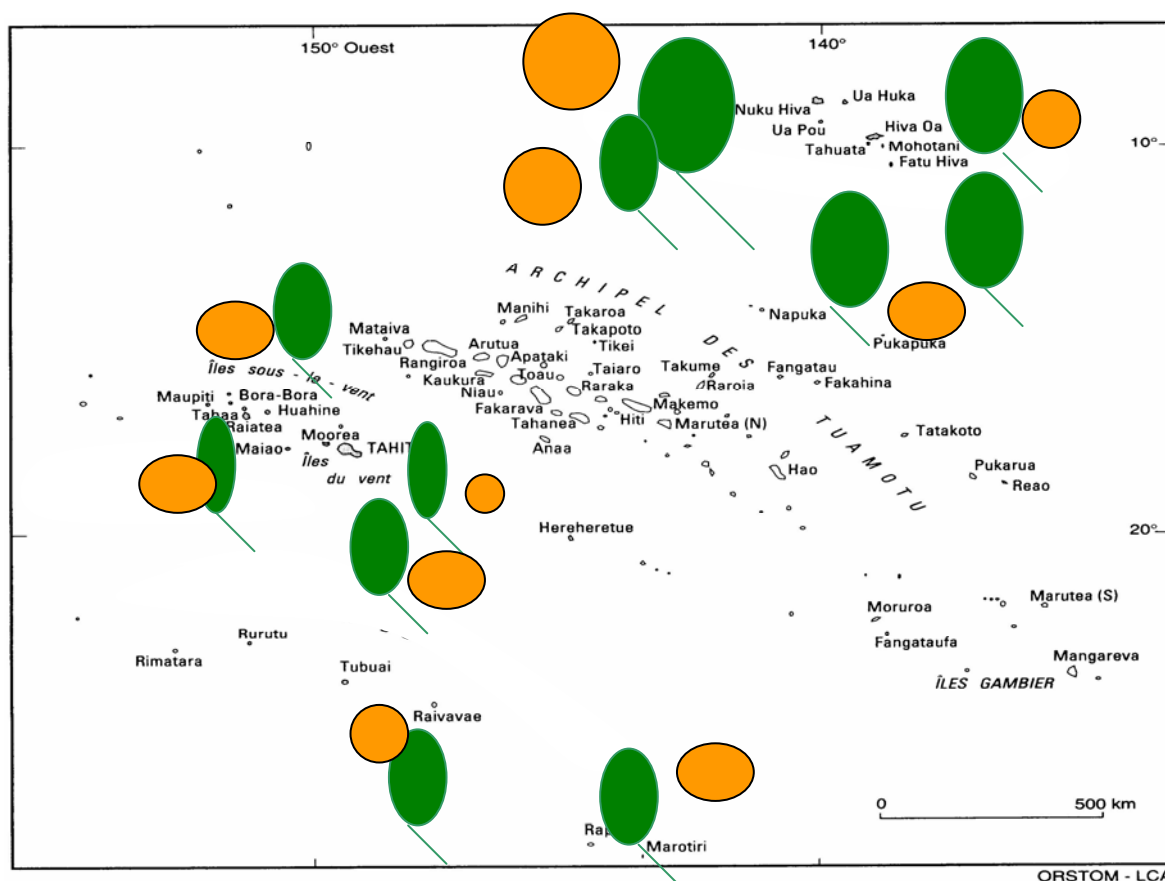 150° Ouest
140°
Nuku Hiva
Ua Huka
Ua Pou
Hiva Oa
10°
Tahuata
Mohotani
Fatu Hiva
ARCHIPEL DES TUAMOTU
Manihi
Takaroa
Napuka
Mataiva
Takapoto
Tikehau
Arutua
Tikei
Pukapuka
Rangiroa
Apataki
Îles sous-la-vent
Kaukura
Toau
Taiaro
Takume
Fangatau
Maupiti
Bora-Bora
Niau
Raraka
Raroia
Fakahina
Tahaa
Huahine
Fakarava
Makemo
Raiatea
Tahanea
Hiti
Marutea (N)
Moorea
Maiao
TAHIT
Anaa
Tatakoto
Îles
du vent
Hao
Pukarua
Reao
Hereheretue
20°
Moruroa
Marutea (S)
Rurutu
Fangataufa
Rimatara
Mangareva
Tubuai
ÎLES GAMBIER
Raivavae
0
500 km
Rap
Marotiri
ORSTOM - LCA